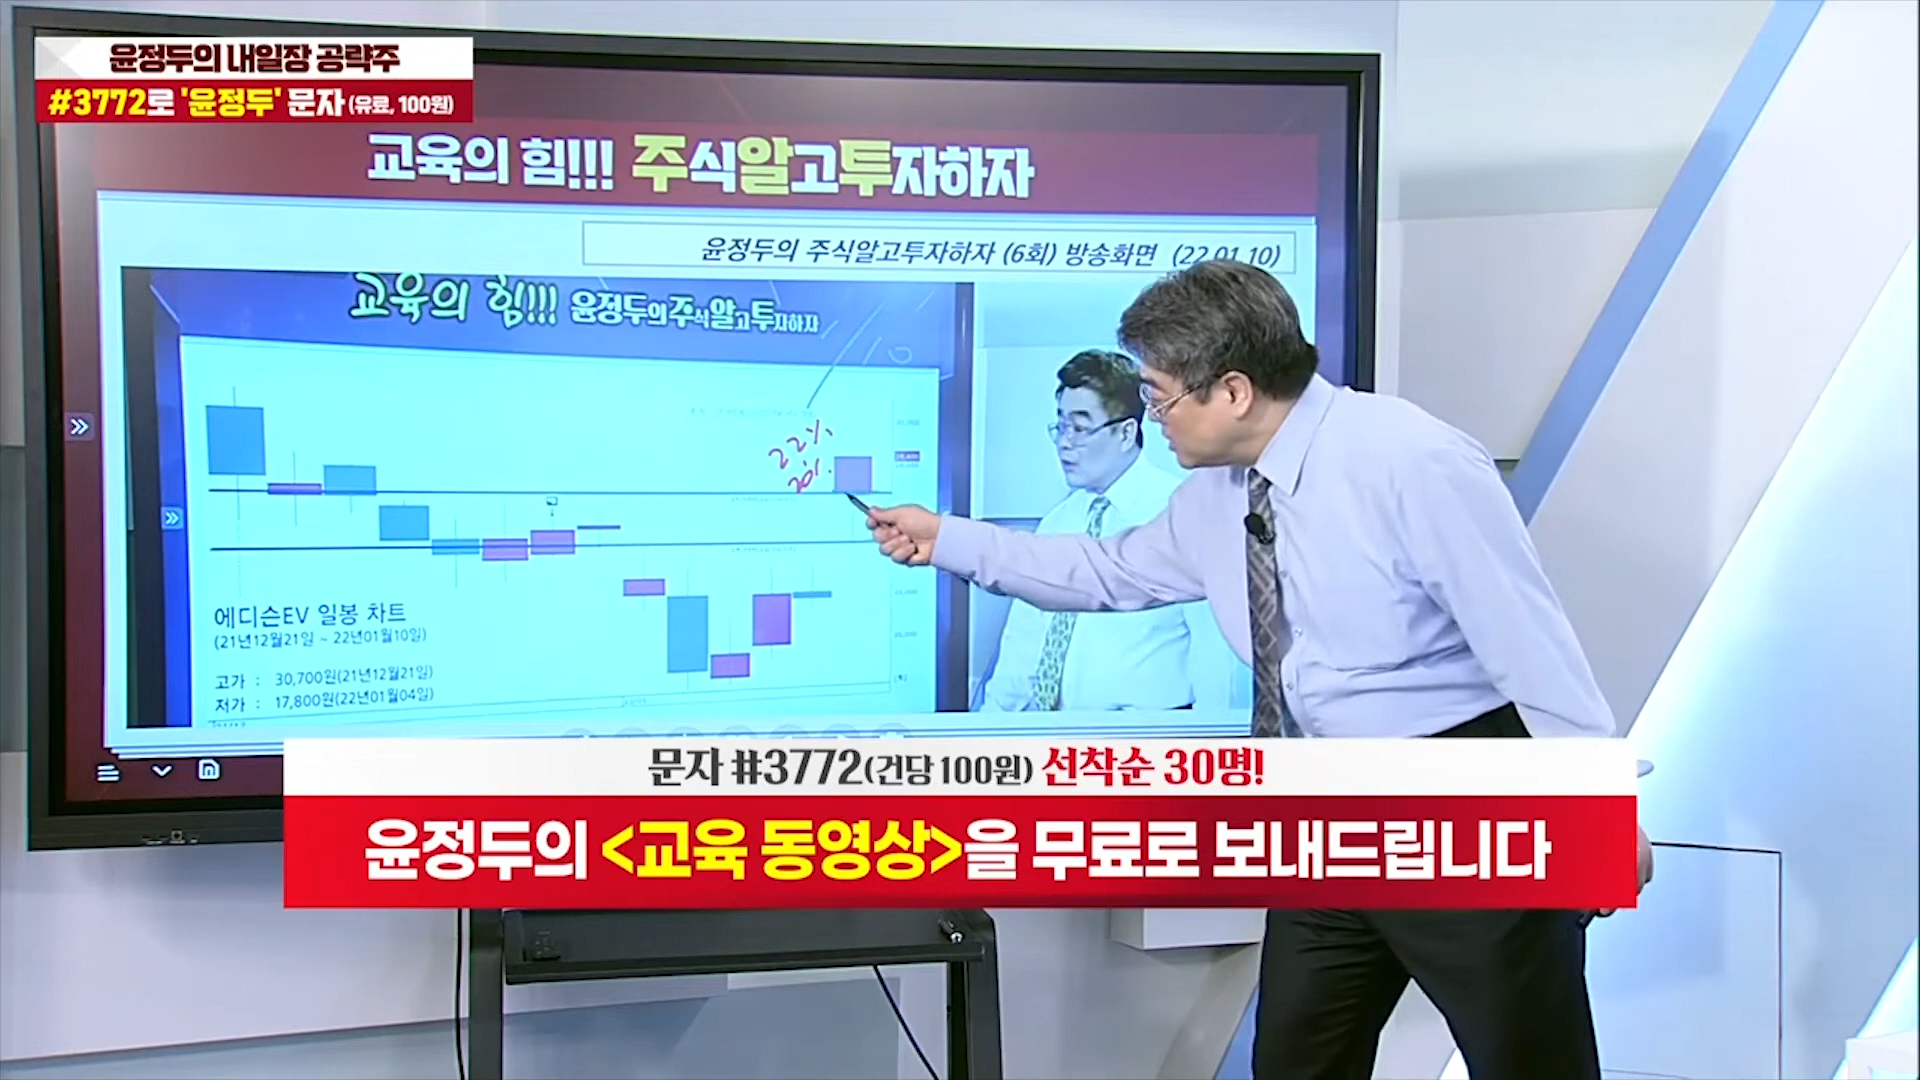 윤정두의 내일장 공략주
#3772로 '윤정두' 문자 (유료, 100원)
교육의 힘!!! 주식알고투자하자
윤정두의 주식알고투자하자 (6회) 방송화면 (22.01.10)
교육의 힘!!! 윤정두의 주식알고투자하자
22%
20%
에디슨EV 일봉 차트
(21년12월21일 ~ 22년01월10일)
고가 : 30,700원(21년12월21일)
저가 : 17,800원(22년01월04일)
문자 #3772(건당 100원) 선착순 30명!
윤정두의 <교육 동영상>을 무료로 보내드립니다